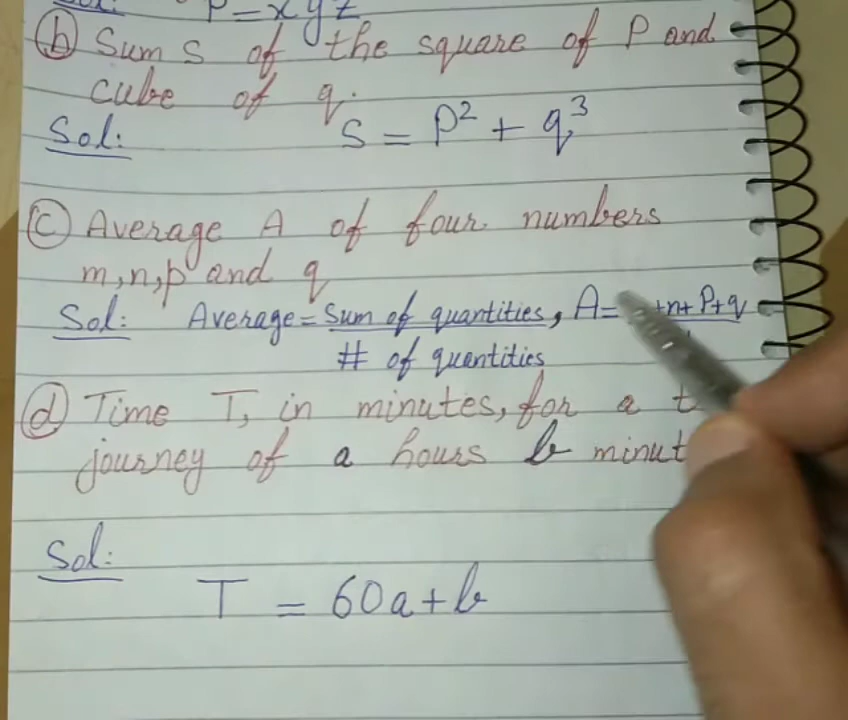 P = x y z
(b) Sum S of the square of P and
cube of q.
Sol: S = P² + q³
(c) Average A of four numbers
m,n,p and q
Sol: Average = Sum of quantities, A= +n+ P+q
# of quantities
(d) Time T, in minutes, for a
journey of a hours b
Sol:
T = 60a+b